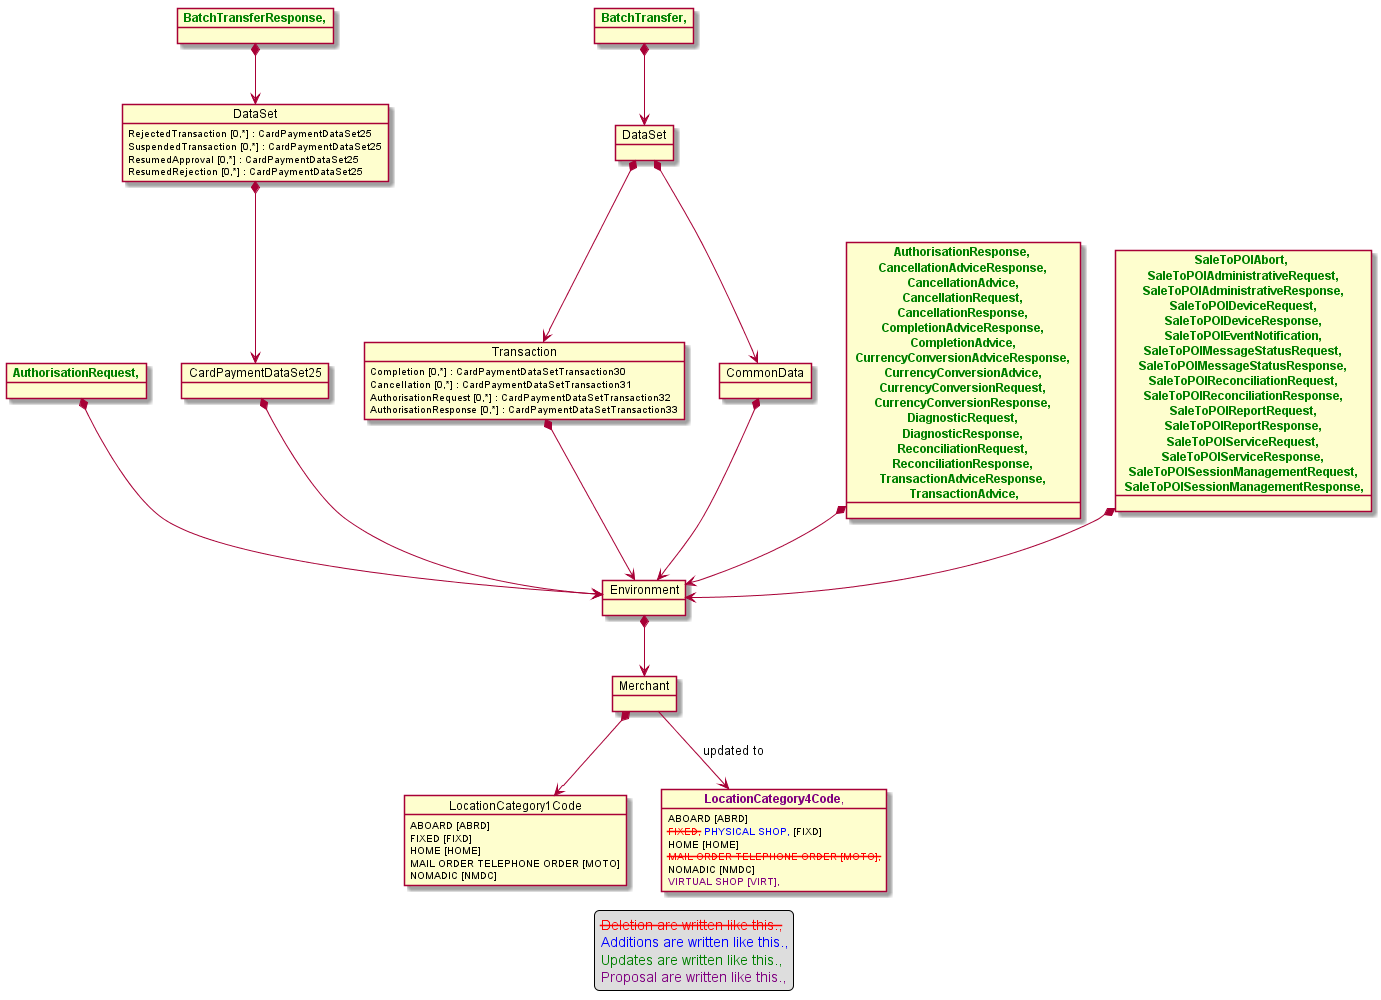 BatchTransferResponse,
BatchTransfer,
DataSet
RejectedTransaction [0,*] : CardPaymentDataSet25
SuspendedTransaction [0,*] : CardPaymentDataSet25
ResumedApproval [0,*] : CardPaymentDataSet25
ResumedRejection [0,*] : CardPaymentDataSet25
DataSet
AuthorisationResponse,
CancellationAdviceResponse,
CancellationAdvice,
CancellationRequest,
CancellationResponse,
CompletionAdviceResponse,
CompletionAdvice,
CurrencyConversionAdviceResponse,
CurrencyConversionAdvice,
CurrencyConversionRequest,
CurrencyConversionResponse,
DiagnosticRequest,
DiagnosticResponse,
ReconciliationRequest,
ReconciliationResponse,
TransactionAdviceResponse,
TransactionAdvice,
SaleToPOIAbort,
SaleToPOIAdministrativeRequest,
SaleToPOIAdministrativeResponse,
SaleToPOIDeviceRequest,
SaleToPOIDeviceResponse,
SaleToPOIEventNotification,
SaleToPOIMessageStatusRequest,
SaleToPOIMessageStatusResponse,
SaleToPOIReconciliationRequest,
SaleToPOIReconciliationResponse,
SaleToPOIReportRequest,
SaleToPOIReportResponse,
SaleToPOIServiceRequest,
SaleToPOIServiceResponse,
SaleToPOISessionManagementRequest,
SaleToPOISessionManagementResponse,
AuthorisationRequest,
CardPaymentDataSet25
Transaction
Completion [0,*] : CardPaymentDataSetTransaction30
Cancellation [0,*] : CardPaymentDataSetTransaction31
AuthorisationRequest [0,*] : CardPaymentDataSetTransaction32
AuthorisationResponse [0,*] : CardPaymentDataSetTransaction33
CommonData
Environment
Merchant
updated to
LocationCategory1Code
ABOARD [ABRD]
FIXED [FIXD]
HOME [HOME]
MAIL ORDER TELEPHONE ORDER [MOTO]
NOMADIC [NMDC]
LocationCategory4Code,
ABOARD [ABRD]
FIXED, PHYSICAL SHOP, [FIXD]
HOME [HOME]
MAIL ORDER TELEPHONE ORDER [MOTO],
NOMADIC [NMDC]
VIRTUAL SHOP [VIRT],
Deletion are written like this.,
Additions are written like this.,
Updates are written like this.,
Proposal are written like this.,